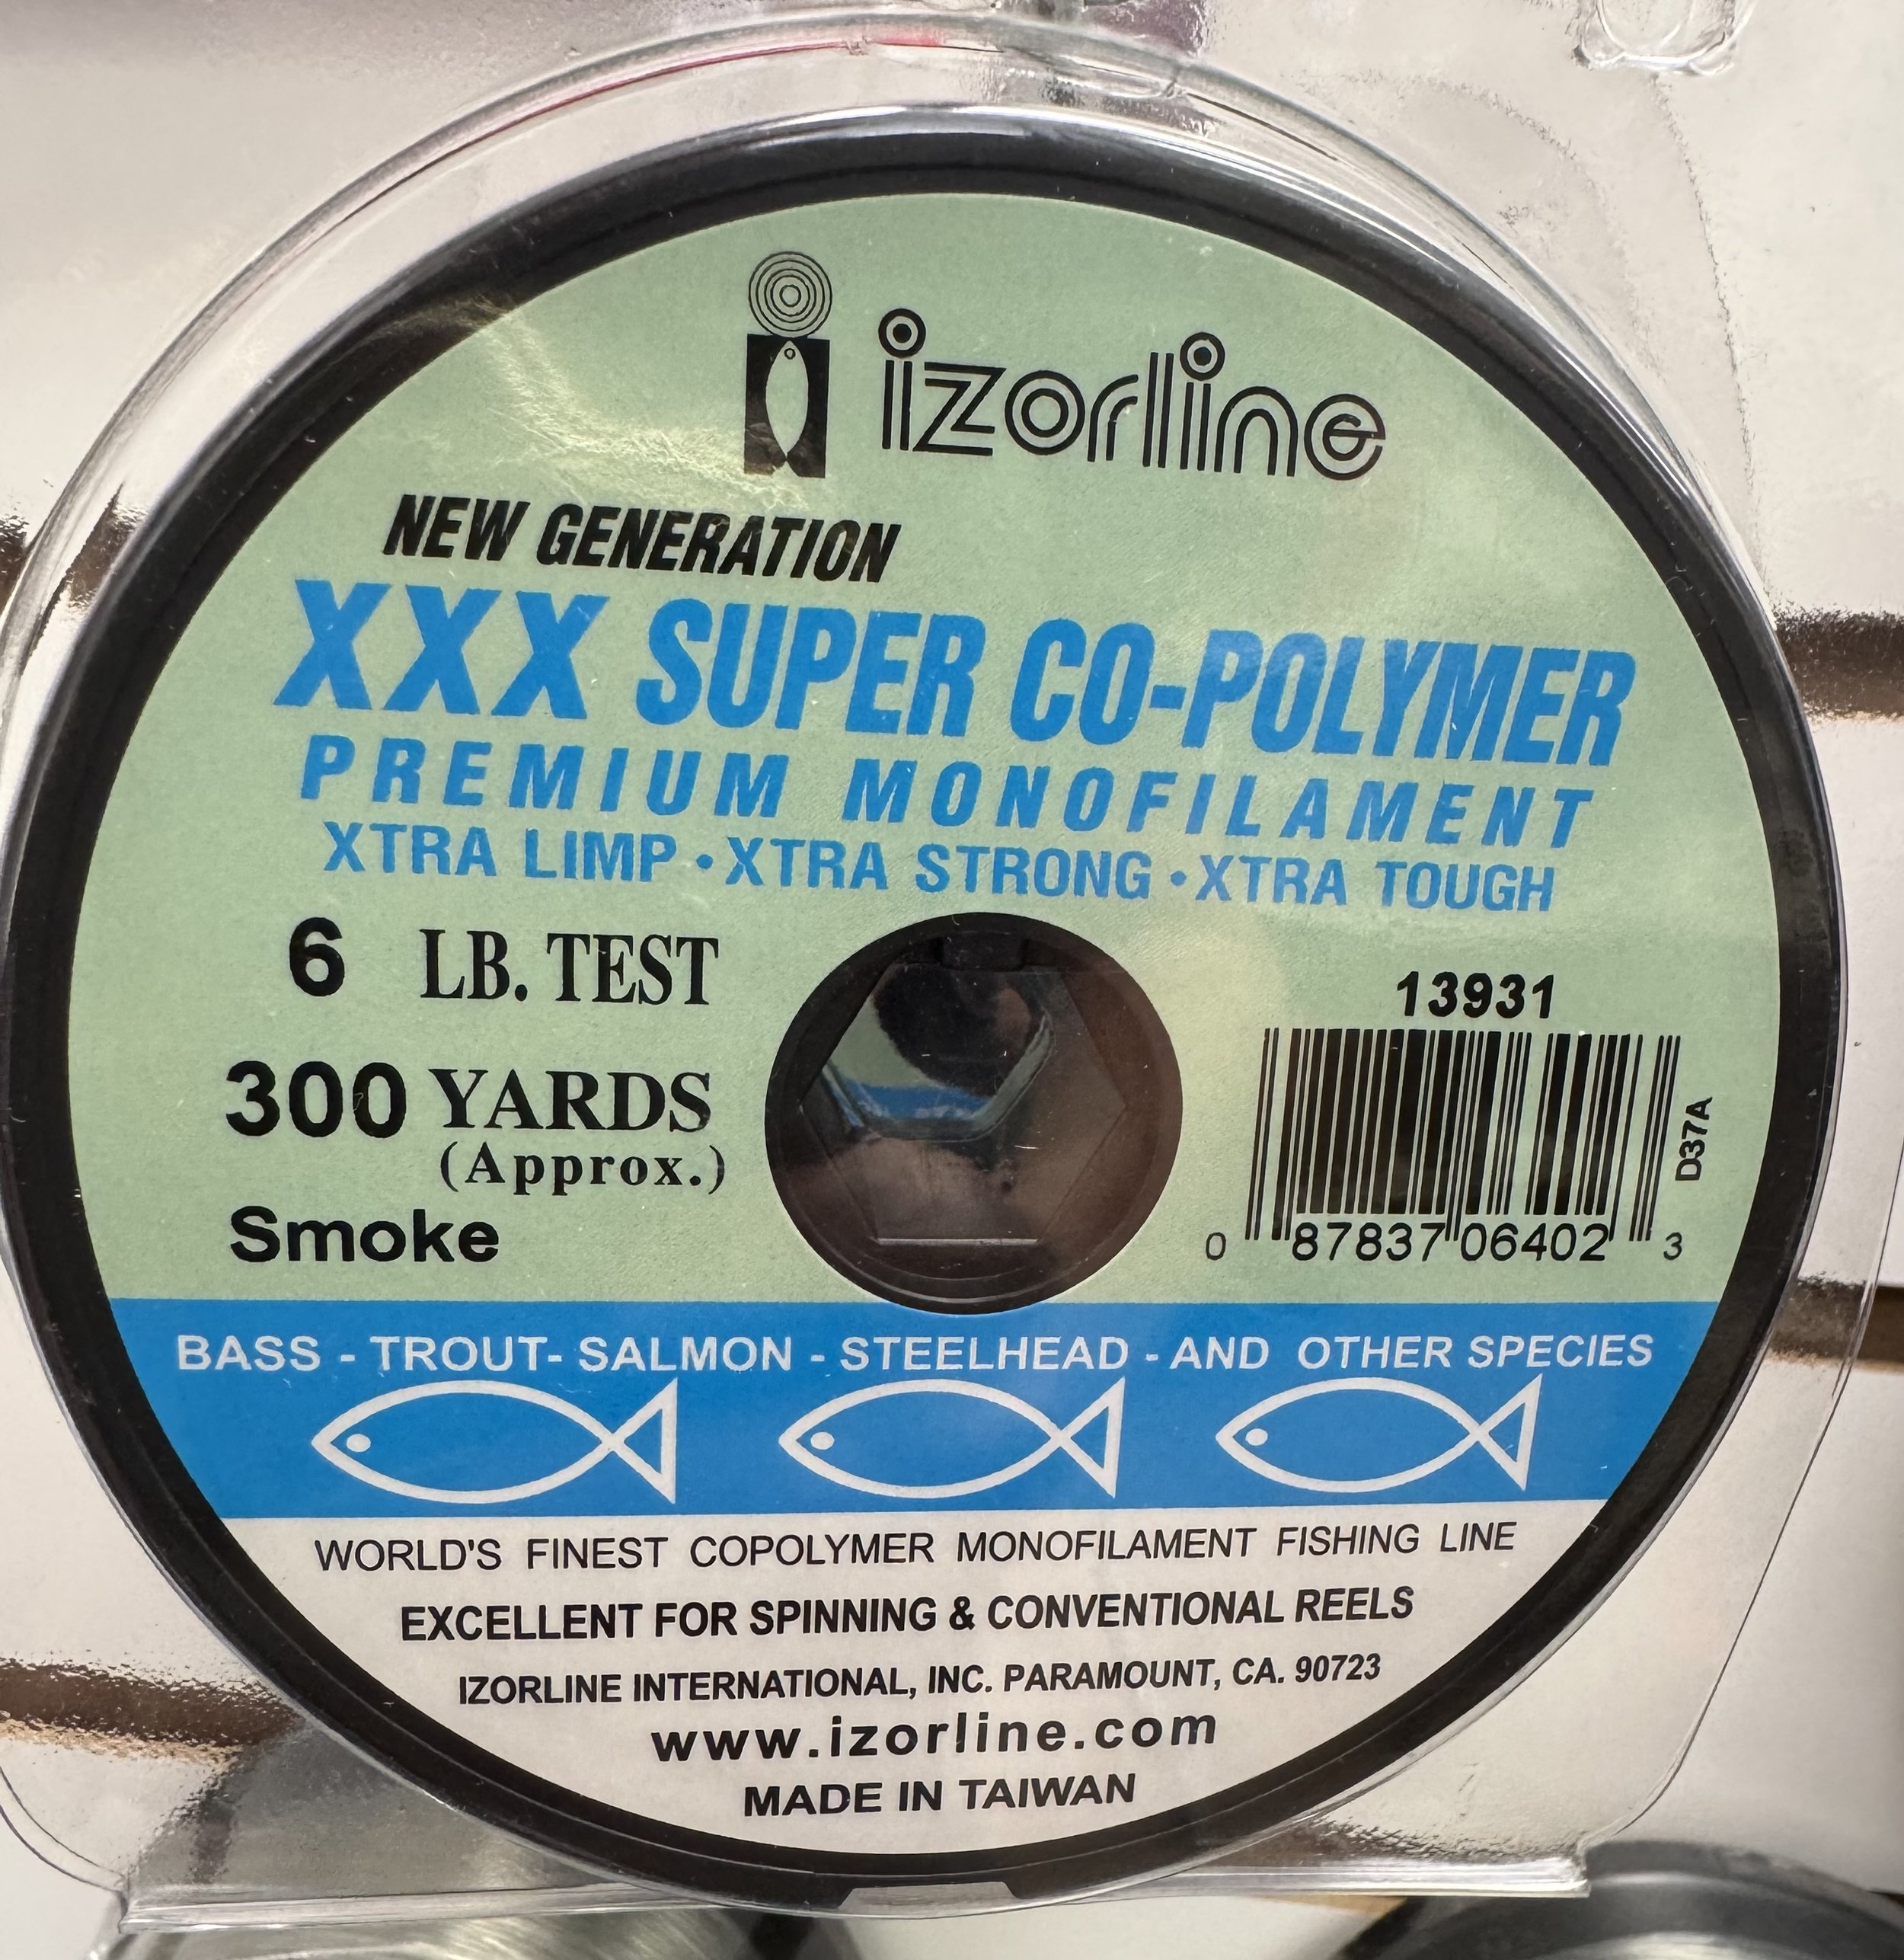 izorline
NEW GENERATION
XXX SUPER CO-POLYMER
PREMIUM MONOFILAMENT
XTRA LIMP • XTRA STRONG • XTRA TOUGH
6 LB. TEST
300 YARDS
(Approx.)
Smoke
13931
D37A
0 87837 06402 3
BASS - TROUT- SALMON - STEELHEAD - AND OTHER SPECIES
WORLD'S FINEST COPOLYMER MONOFILAMENT FISHING LINE
EXCELLENT FOR SPINNING & CONVENTIONAL REELS
IZORLINE INTERNATIONAL, INC. PARAMOUNT, CA. 90723
www.izorline.com
MADE IN TAIWAN